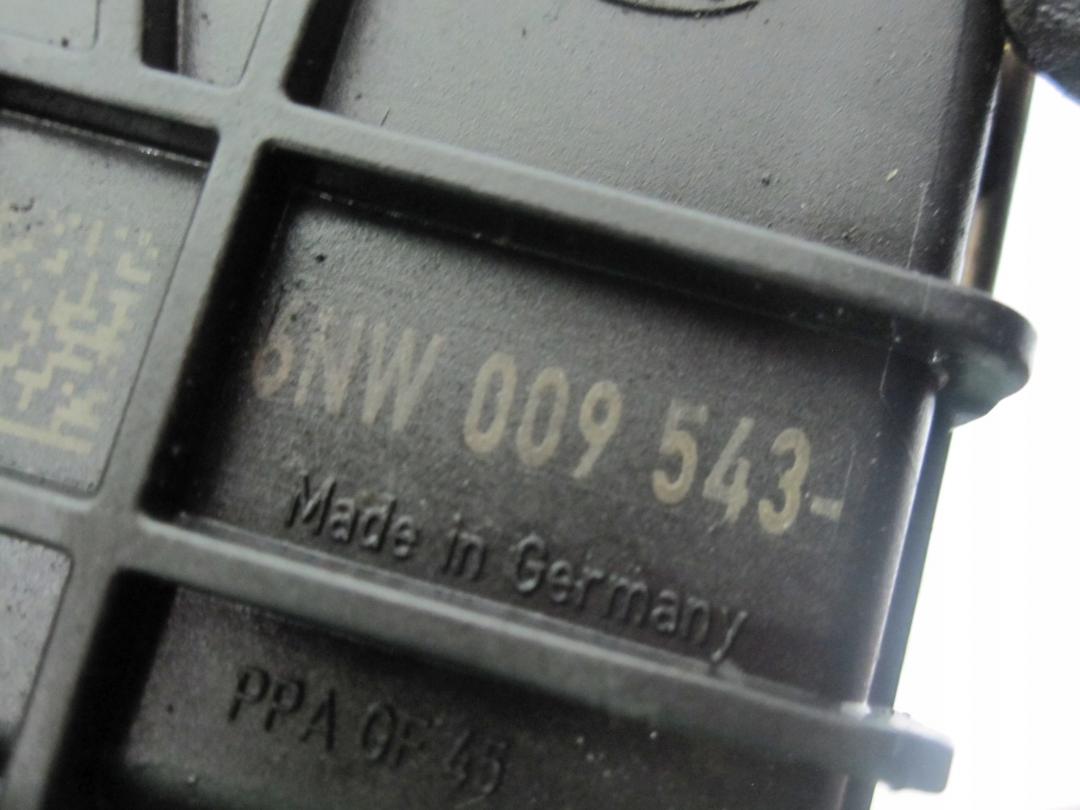 6NW 009 543-
Made in Germany
PPA GF 45